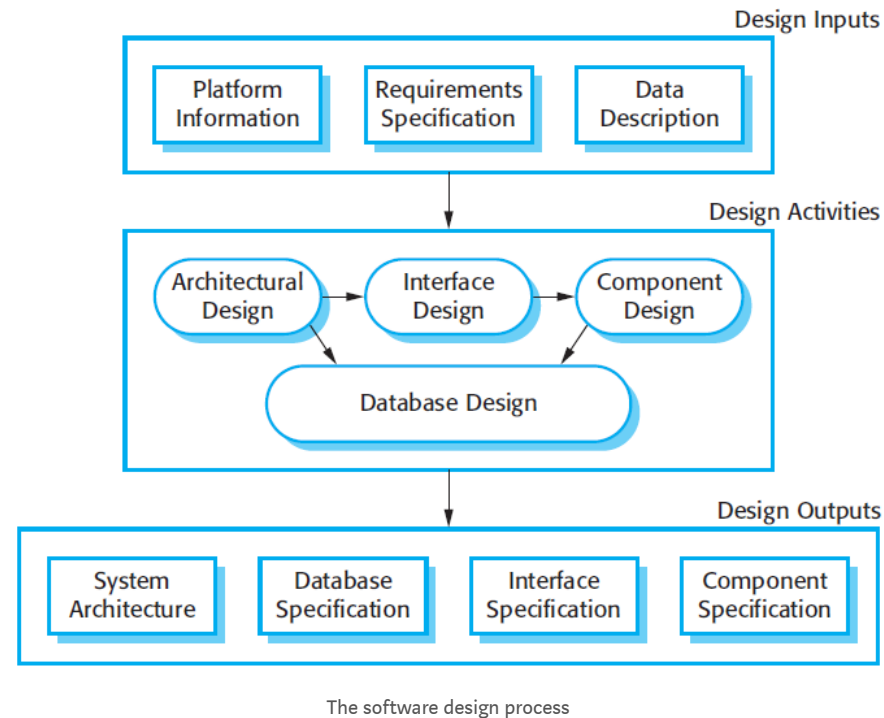 Design Inputs
Platform
Information
Requirements
Specification
Data
Description
Design Activities
Architectural
Design
Interface
Design
Component
Design
Database Design
Design Outputs
System
Architecture
Database
Specification
Interface
Specification
Component
Specification
The software design process